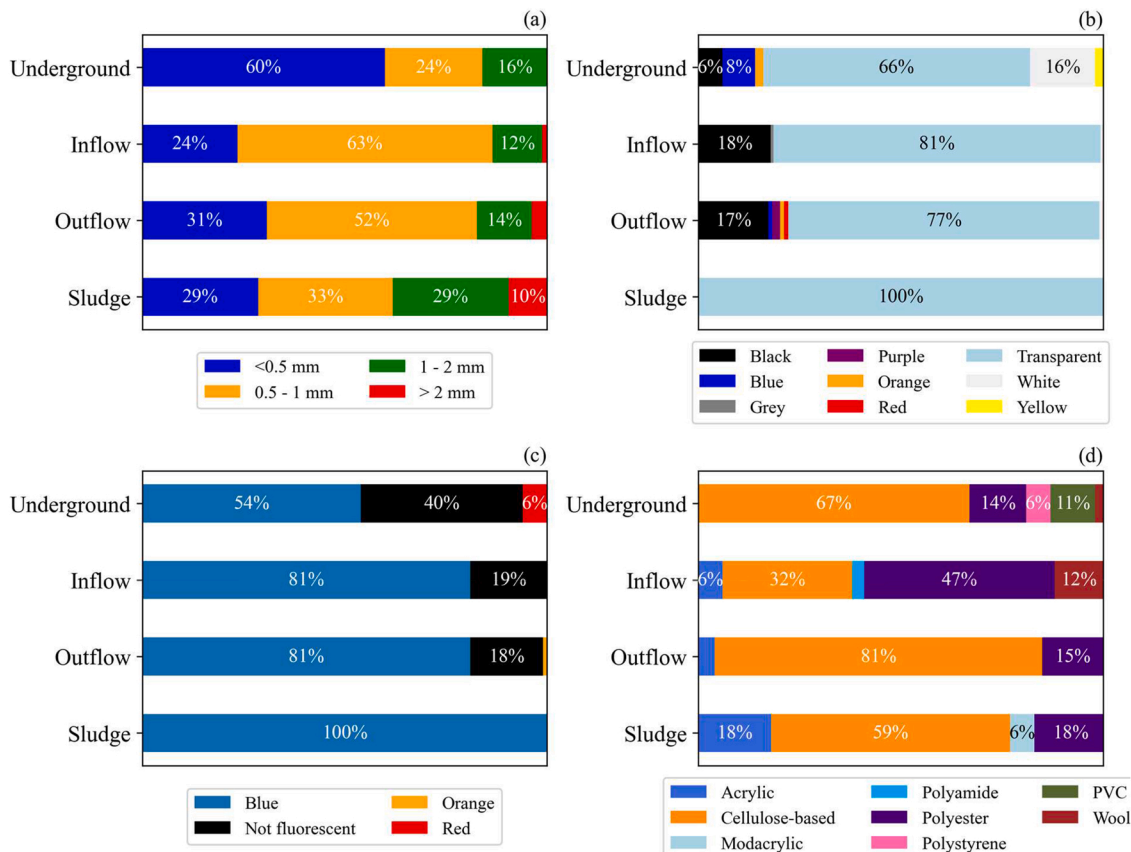 (a)
Underground 60% 24% 16%
Inflow 24% 63% 12%
Outflow 31% 52% 14%
Sludge 29% 33% 29% 10%
<0.5 mm 1 - 2 mm
0.5 - 1 mm > 2 mm
(b)
Underground 6% 8% 66% 16%
Inflow 18% 81%
Outflow 17% 77%
Sludge 100%
Black Purple Transparent
Blue Orange White
Grey Red Yellow
(c)
Underground 54% 40% 6%
Inflow 81% 19%
Outflow 81% 18%
Sludge 100%
Blue Orange
Not fluorescent Red
(d)
Underground 67% 14% 6% 11%
Inflow 6% 32% 47% 12%
Outflow 81% 15%
Sludge 18% 59% 6% 18%
Acrylic Polyamide PVC
Cellulose-based Polyester Wool
Modacrylic Polystyrene